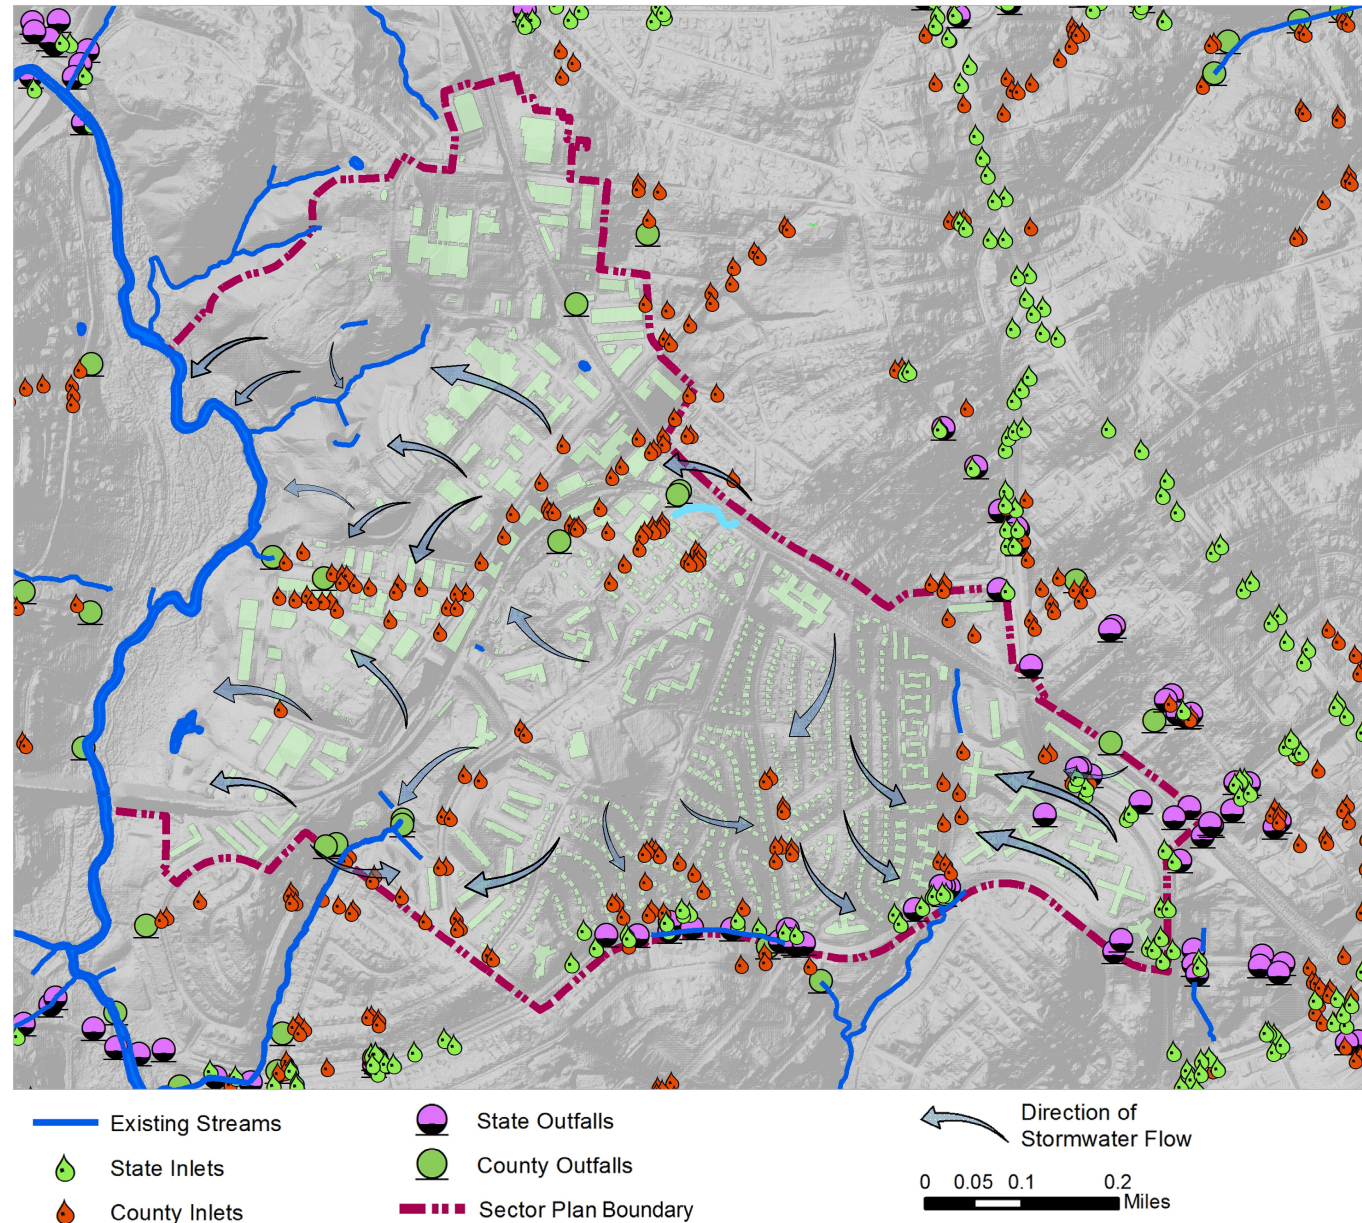 Existing Streams
State Inlets
County Inlets
State Outfalls
County Outfalls
Sector Plan Boundary
Direction of
Stormwater Flow
0 0.05 0.1 0.2
Miles